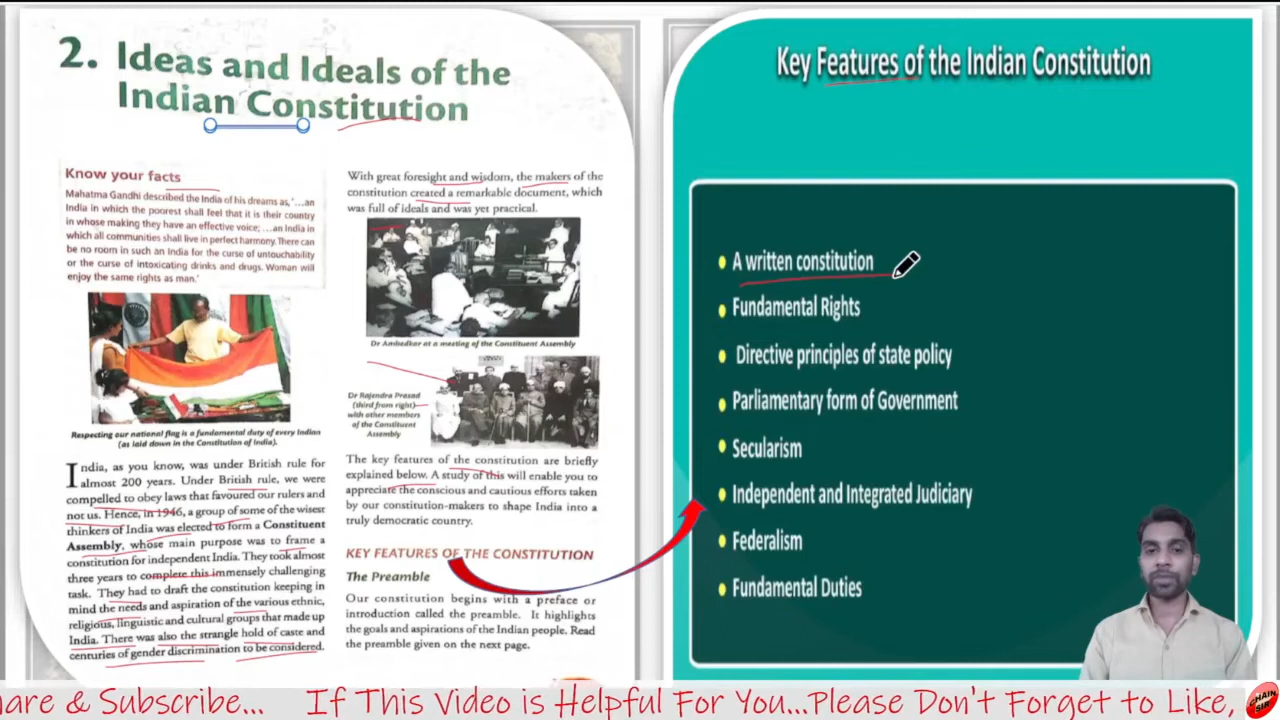 2. Ideas and Ideals of the
Indian Constitution
Know your facts
Mahatma Gandhi described the India of his dreams as, '...an
India in which the poorest shall feel that it is their country
in whose making they have an effective voice; ...an India in
which all communities shall live in perfect harmony. There can
be no room in such an India for the curse of untouchability
or the curse of intoxicating drinks and drugs. Woman will
enjoy the same rights as man.'
Respecting our national flag is a fundamental duty of every Indian
(as laid down in the Constitution of India).
India, as you know, was under British rule for
almost 200 years. Under British rule, we were
compelled to obey laws that favoured our rulers and
not us. Hence, in 1946, a group of some of the wisest
thinkers of India was elected to form a Constituent
Assembly, whose main purpose was to frame a
constitution for independent India. They took almost
three years to complete this immensely challenging
task. They had to draft the constitution keeping in
mind the needs and aspiration of the various ethnic,
religious, linguistic and cultural groups that made up
India. There was also the strangle hold of caste and
centuries of gender discrimination to be considered.
With great foresight and wisdom, the makers of the
constitution created a remarkable document, which
was full of ideals and was yet practical.
Dr Ambedkar at a meeting of the Constituent Assembly
Dr Rajendra Prasad
(third from right)
with other members
of the Constituent
Assembly
The key features of the constitution are briefly
explained below. A study of this will enable you to
appreciate the conscious and cautious efforts taken
by our constitution-makers to shape India into a
truly democratic country.
KEY FEATURES OF THE CONSTITUTION
The Preamble
Our constitution begins with a preface or
introduction called the preamble. It highlights
the goals and aspirations of the Indian people. Read
the preamble given on the next page.
Key Features of the Indian Constitution
• A written constitution
• Fundamental Rights
• Directive principles of state policy
• Parliamentary form of Government
• Secularism
• Independent and Integrated Judiciary
• Federalism
• Fundamental Duties
hare & Subscribe... If This Video is Helpful For You...Please Don't Forget to Like,
CHAIN
SIR